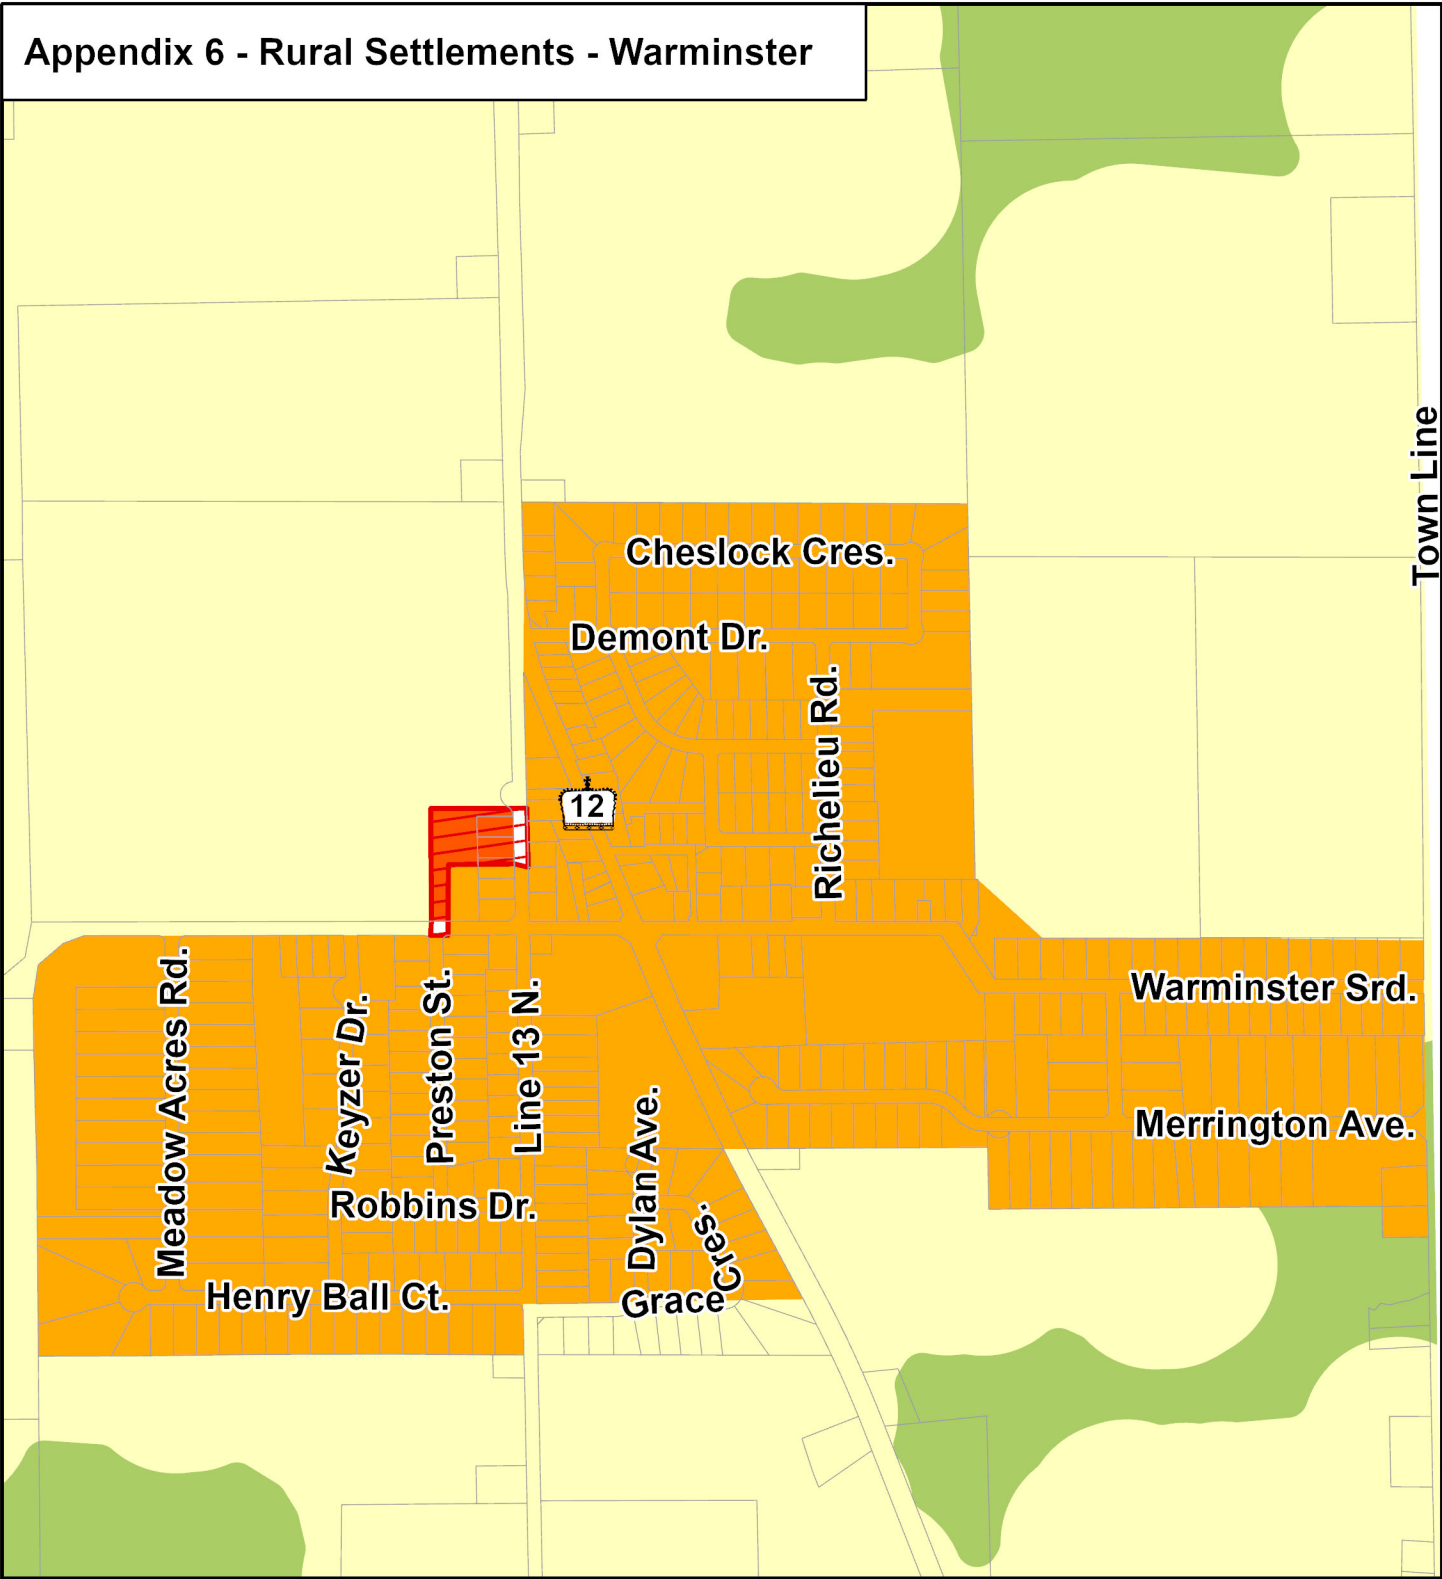 Appendix 6 - Rural Settlements - Warminster
Town Line
Cheslock Cres.
Demont Dr.
Richelieu Rd.
12
Meadow Acres Rd.
Keyzer Dr.
Preston St.
Line 13 N.
Warminster Srd.
Merrington Ave.
Dylan Ave.
Robbins Dr.
Henry Ball Ct.
Grace Cres.